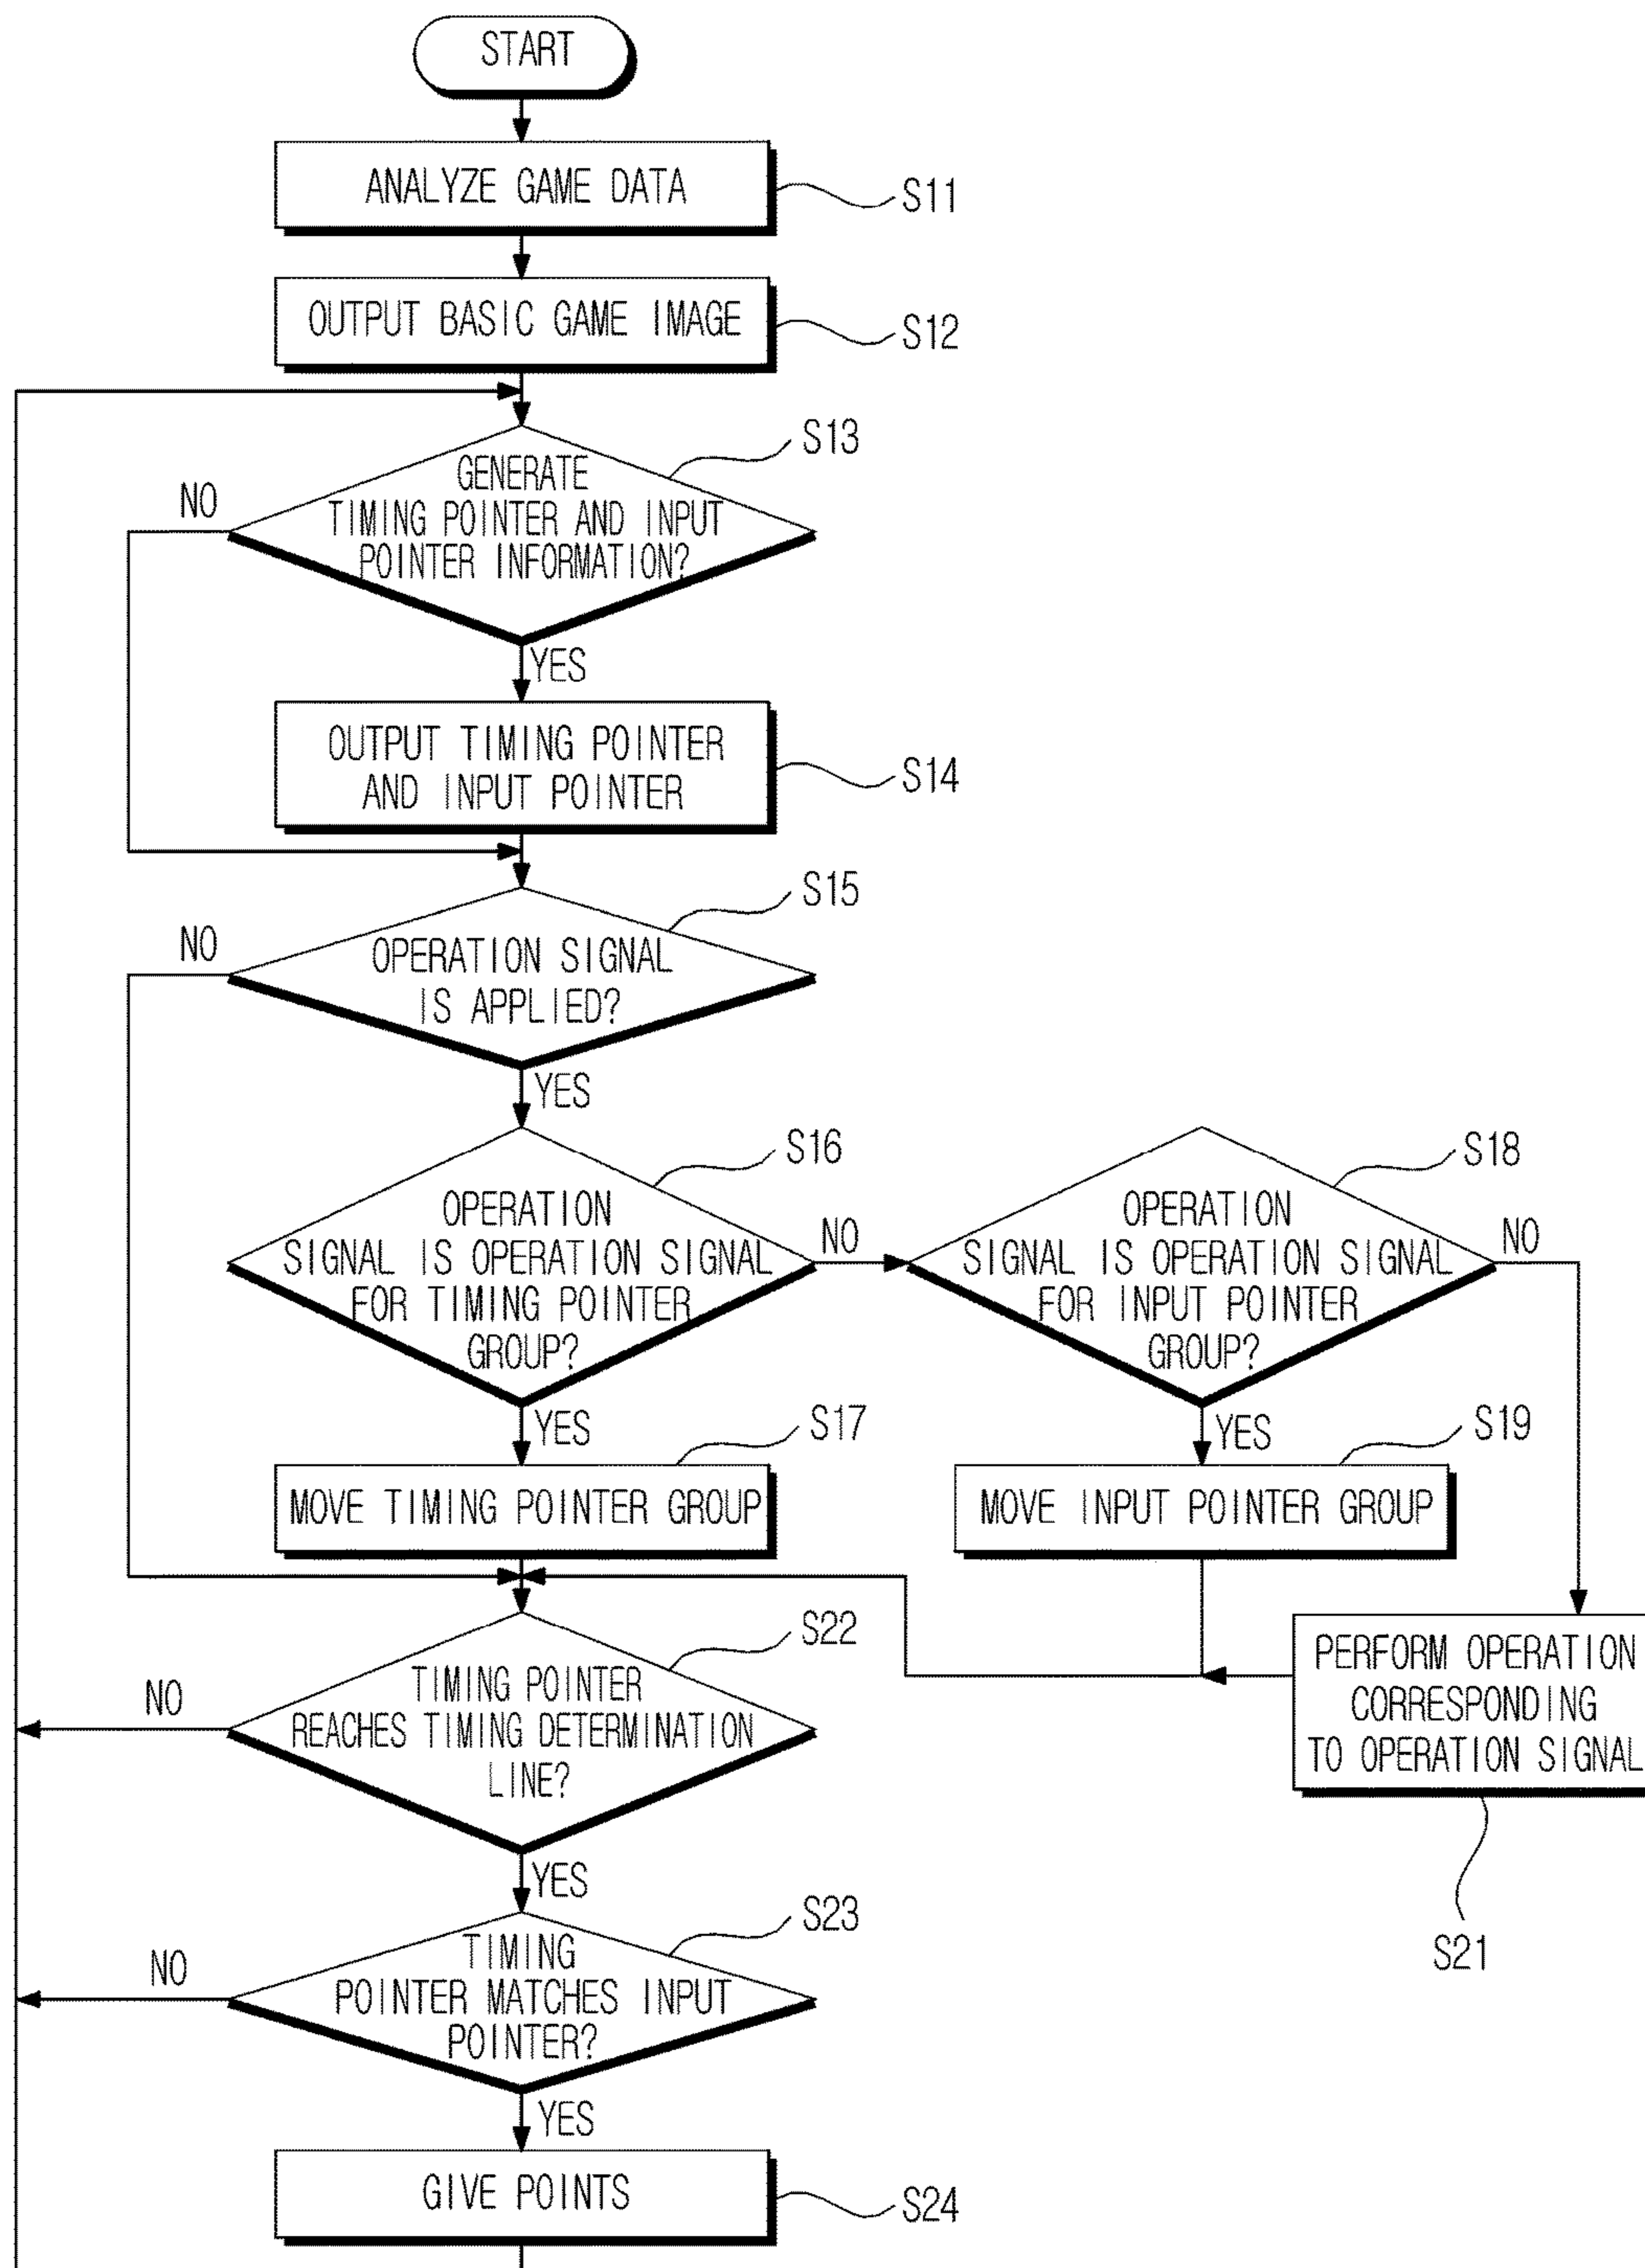 START
ANALYZE GAME DATA
S11
OUTPUT BASIC GAME IMAGE
S12
S13
GENERATE
TIMING POINTER AND INPUT
POINTER INFORMATION?
NO
YES
OUTPUT TIMING POINTER
AND INPUT POINTER
S14
S15
NO
OPERATION SIGNAL
IS APPLIED?
YES
S16
OPERATION
SIGNAL IS OPERATION SIGNAL
FOR TIMING POINTER
GROUP?
NO
S18
OPERATION
SIGNAL IS OPERATION SIGNAL
FOR INPUT POINTER
GROUP?
NO
YES
S17
MOVE TIMING POINTER GROUP
YES
S19
MOVE INPUT POINTER GROUP
S22
TIMING POINTER
REACHES TIMING DETERMINATION
LINE?
NO
PERFORM OPERATION
CORRESPONDING
TO OPERATION SIGNAL
S21
YES
S23
TIMING
POINTER MATCHES INPUT
POINTER?
NO
YES
GIVE POINTS
S24